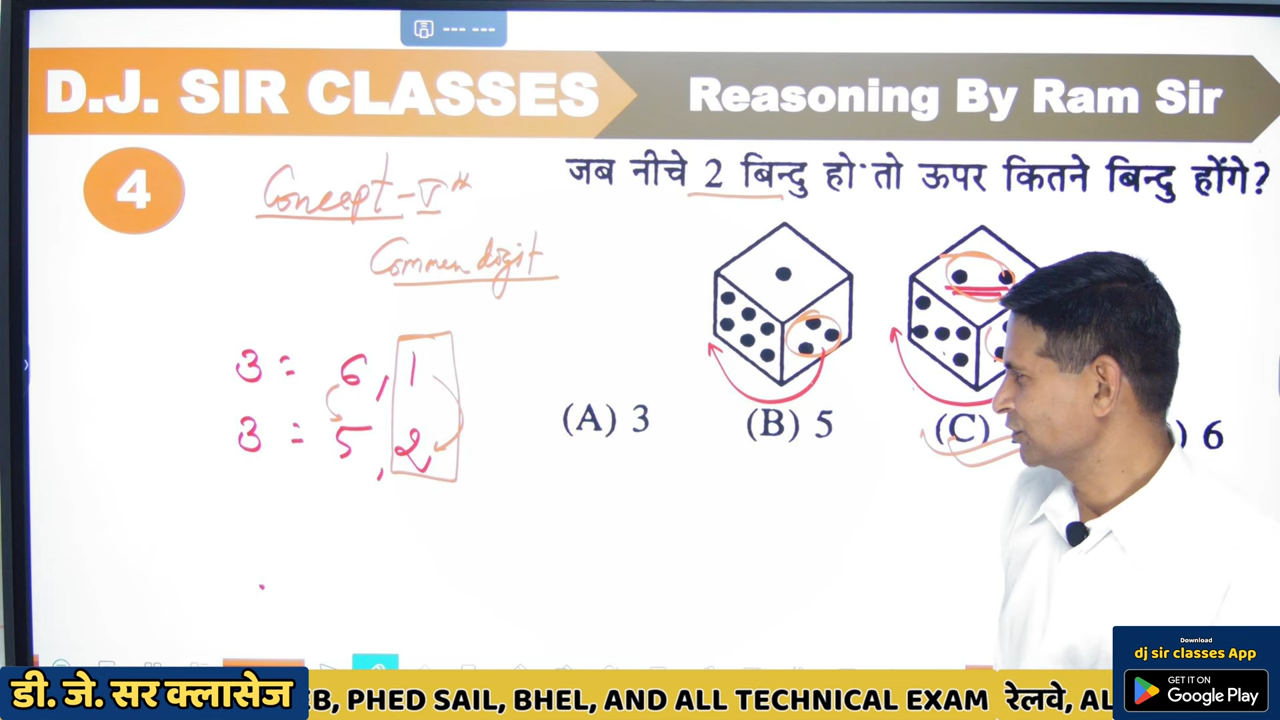 D.J. SIR CLASSES
Reasoning By Ram Sir
4
Concept - V
Common digit
जब नीचे 2 बिन्दु हो तो ऊपर कितने बिन्दु होंगे?
3 = 6, 1
3 = 5, 2
(A) 3 (B) 5 (C) ) 6
Download
dj sir classes App
GET IT ON
Google Play
डी. जे. सर क्लासेज
EB, PHED SAIL, BHEL, AND ALL TECHNICAL EXAM रेलवे, AL